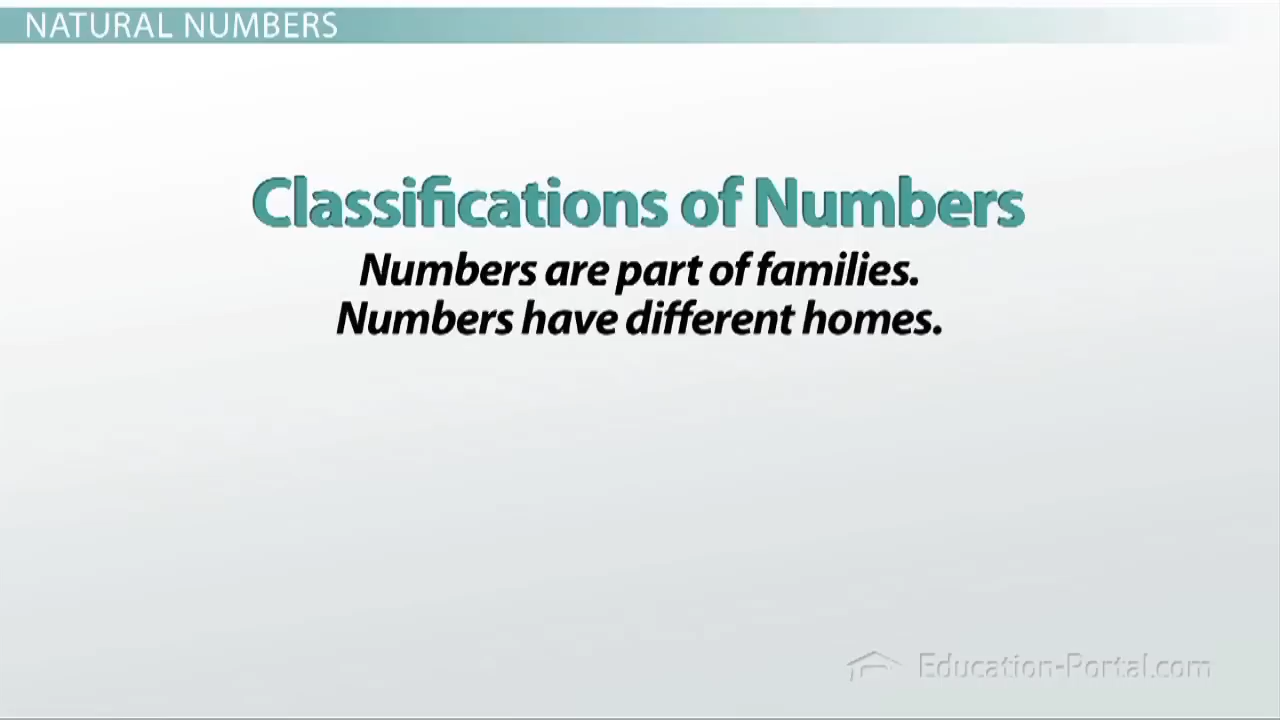 NATURAL NUMBERS
Classifications of Numbers
Numbers are part of families.
Numbers have different homes.
Education-Portal.com